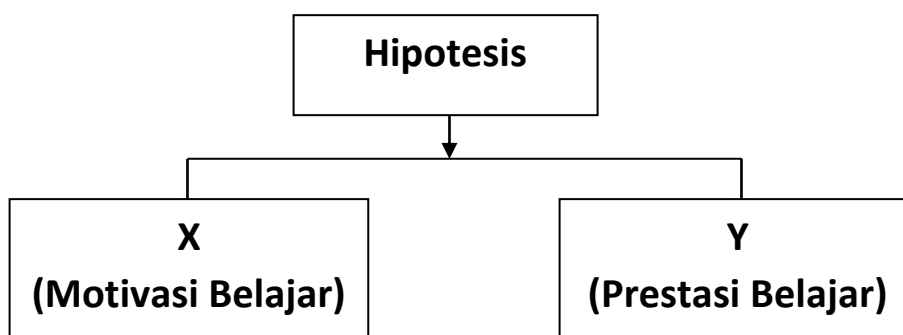 Hipotesis
X
(Motivasi Belajar)
Y
(Prestasi Belajar)